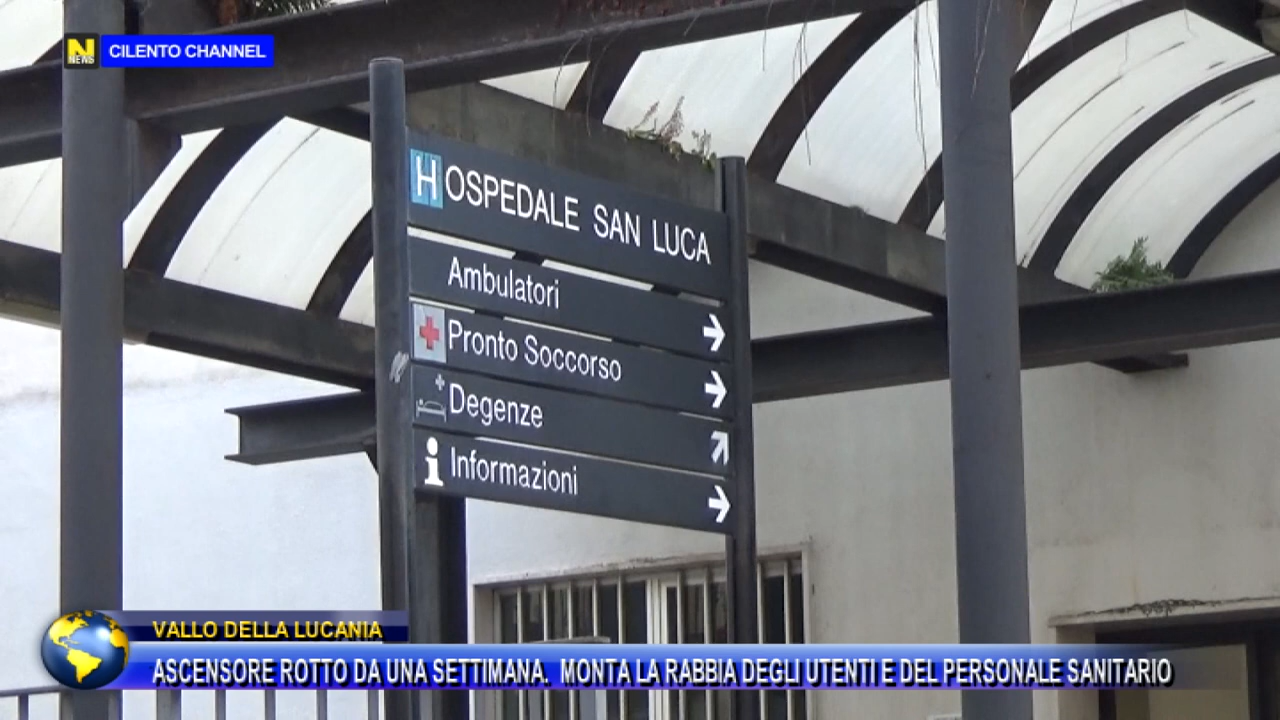 N NEWS
CILENTO CHANNEL
HOSPEDALE SAN LUCA
Ambulatori
Pronto Soccorso
Degenze
Informazioni
VALLO DELLA LUCANIA
ASCENSORE ROTTO DA UNA SETTIMANA. MONTA LA RABBIA DEGLI UTENTI E DEL PERSONALE SANITARIO